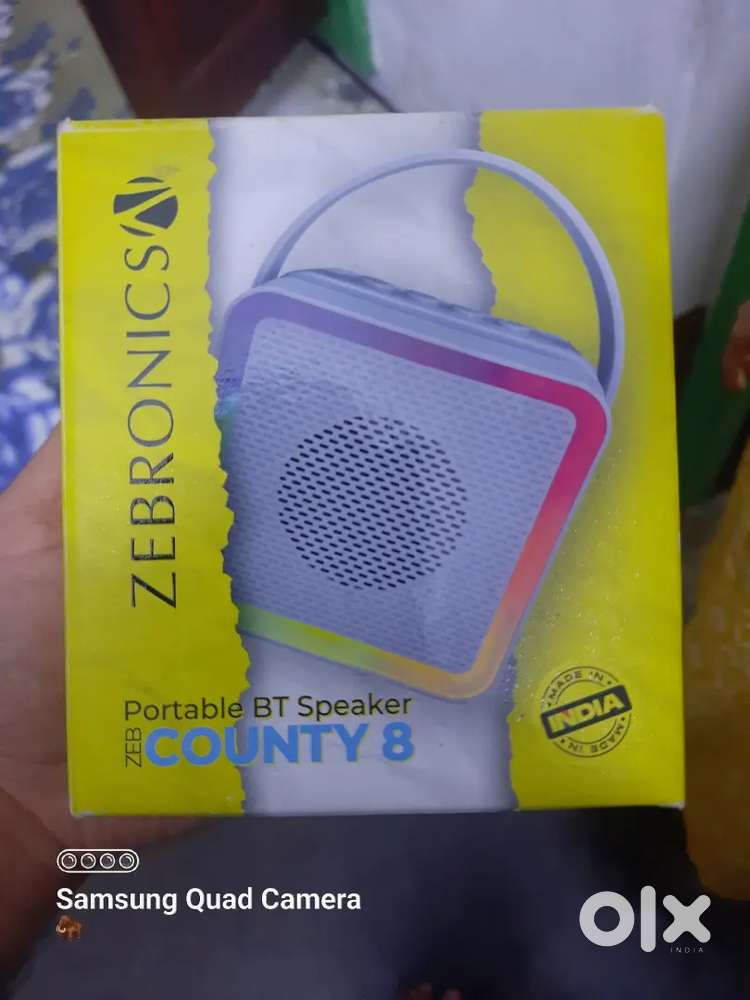 ZEBRONICS
Portable BT Speaker
ZEB COUNTY 8
MADE IN
INDIA
MADE IN
Samsung Quad Camera
olx
INDIA